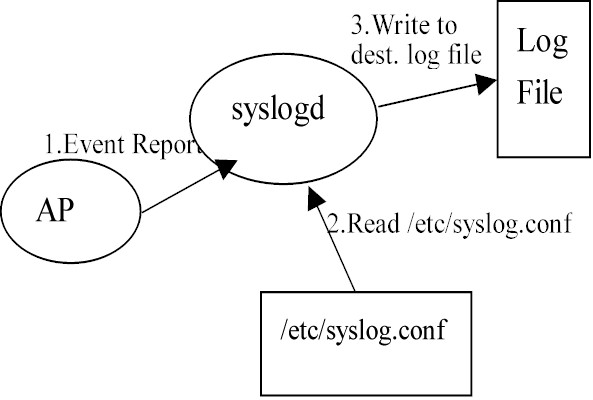 3.Write to
dest. log file
Log
File
syslogd
1.Event Report
AP
2.Read /etc/syslog.conf
/etc/syslog.conf